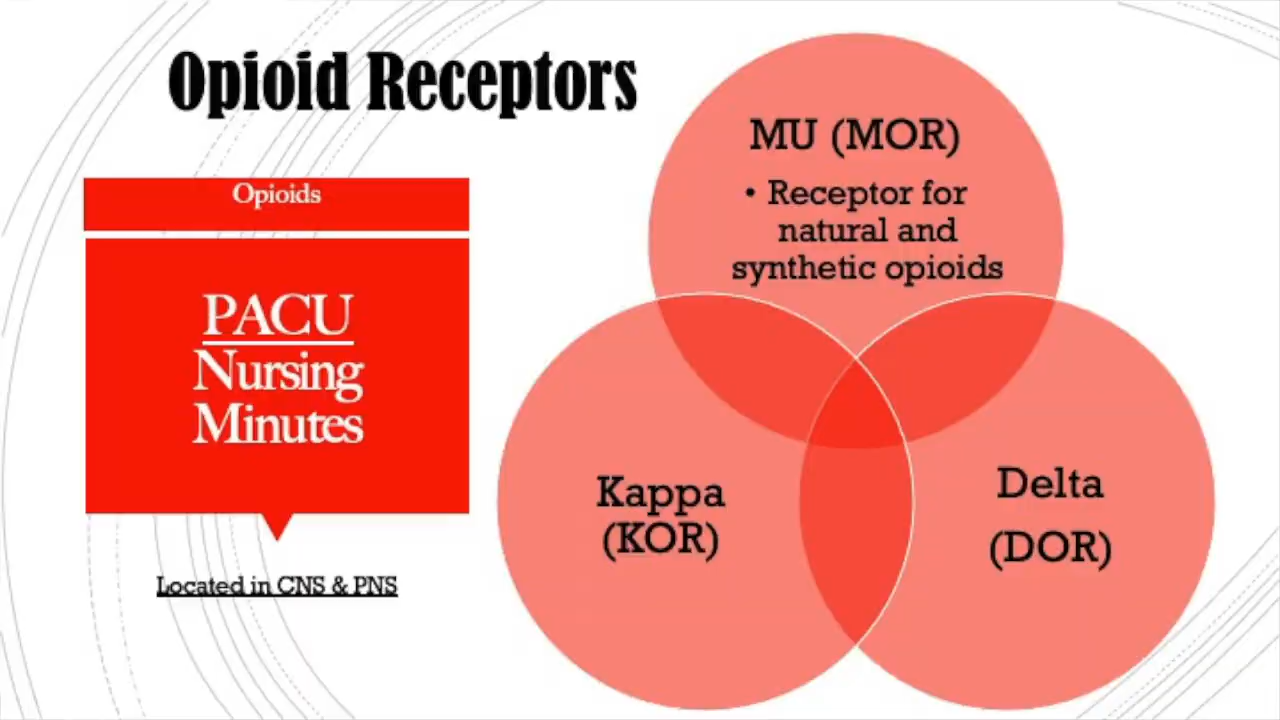 Opioid Receptors
Opioids
PACU
Nursing
Minutes
Located in CNS & PNS
MU (MOR)
• Receptor for
natural and
synthetic opioids
Kappa
(KOR)
Delta
(DOR)